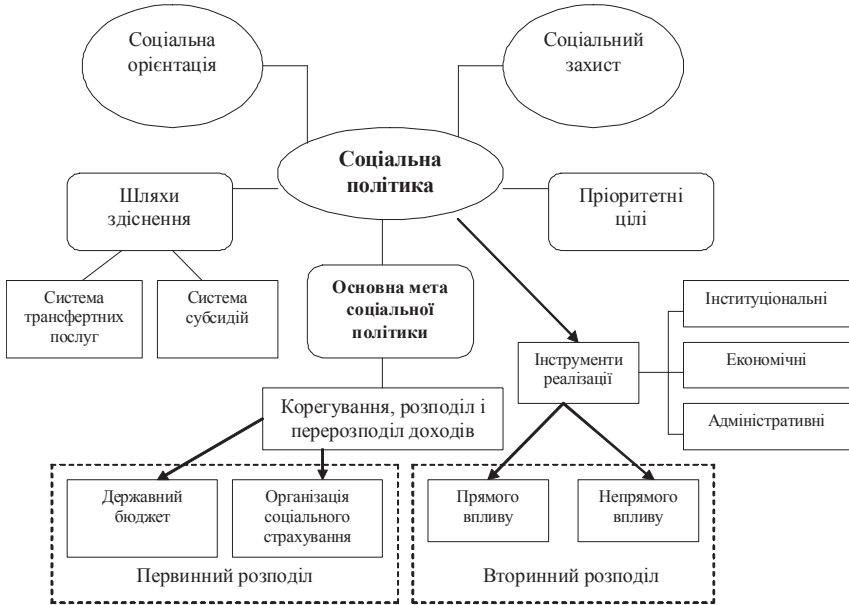 Соціальна
орієнтація
Соціальний
захист
Соціальна
політика
Шляхи
здіснення
Пріоритетні
цілі
Система
трансфертних
послуг
Система
субсидій
Основна мета
соціальної
політики
Інституціональні
Інструменти
реалізації
Економічні
Адміністративні
Корегування, розподіл і
перерозподіл доходів
Державний
бюджет
Організація
соціального
страхування
Прямого
впливу
Непрямого
впливу
Первинний розподіл
Вторинний розподіл